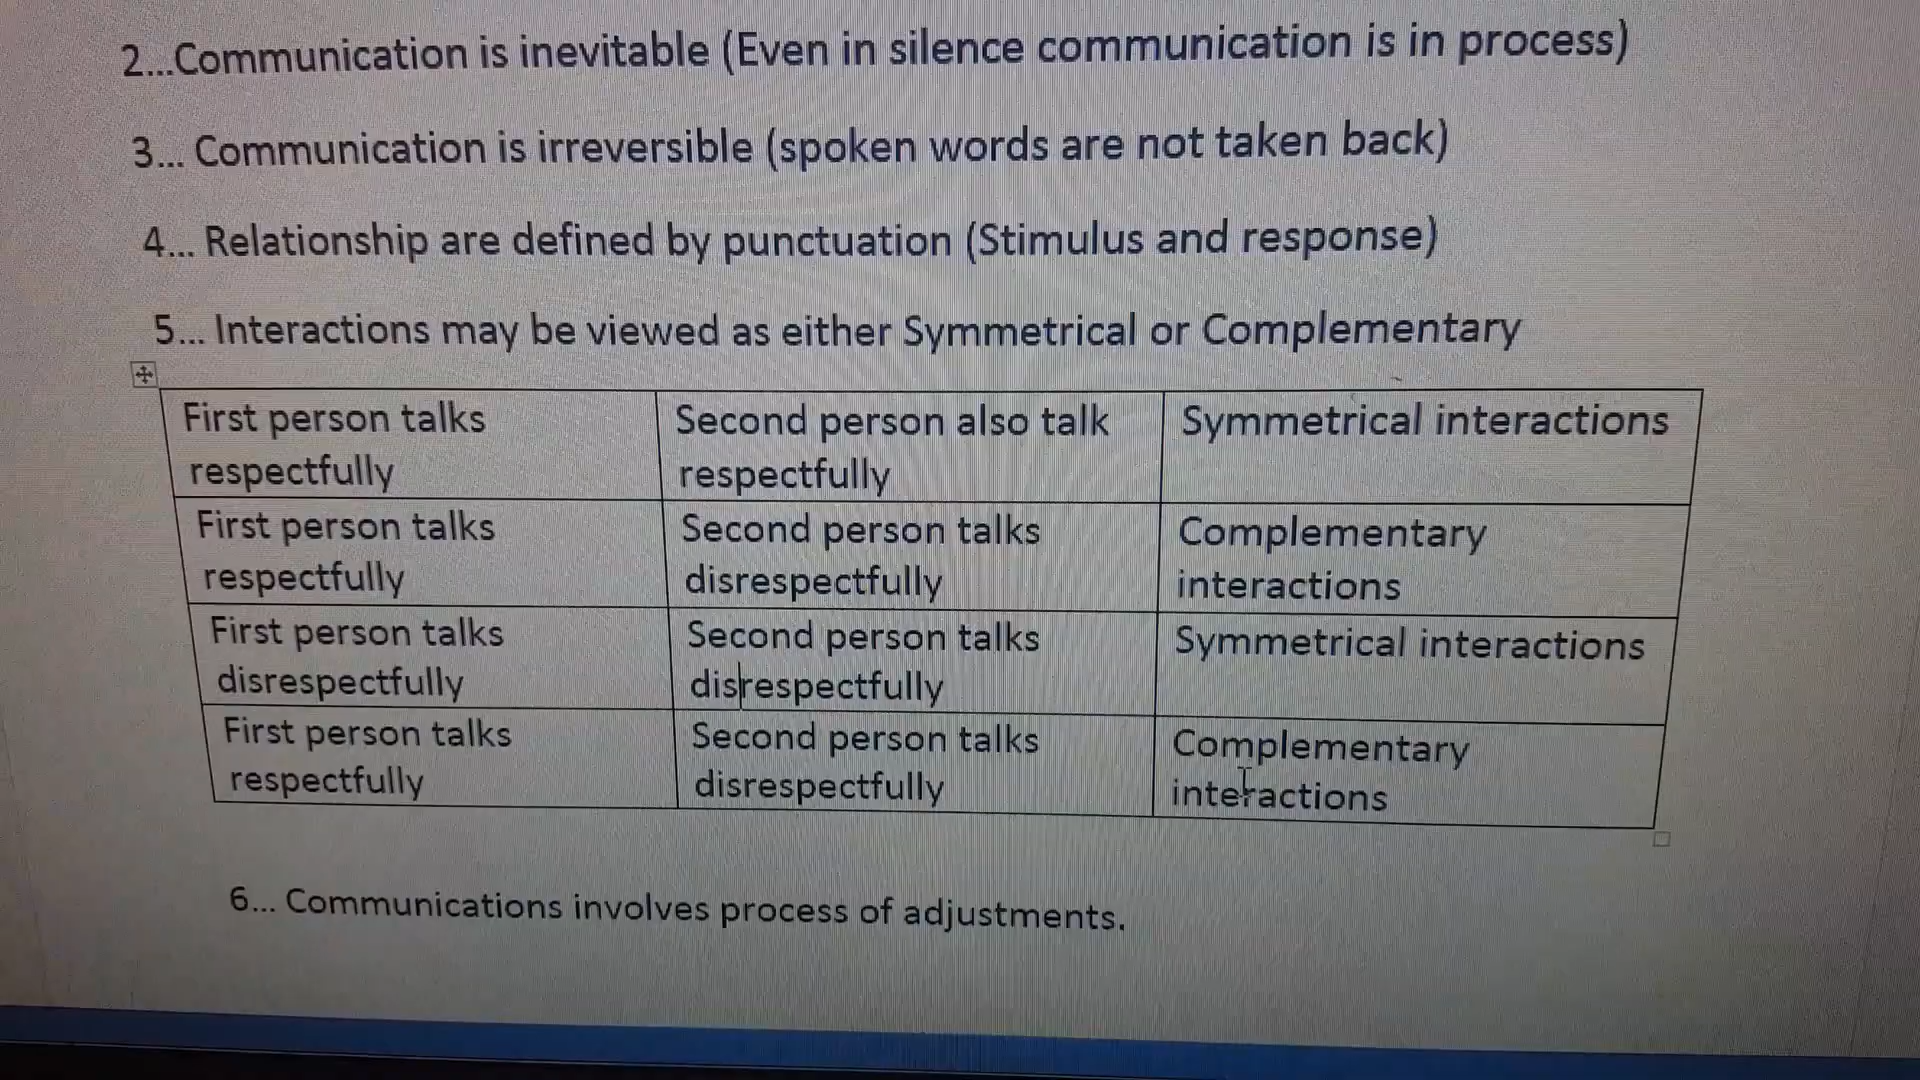 2...Communication is inevitable (Even in silence communication is in process)
3... Communication is irreversible (spoken words are not taken back)
4... Relationship are defined by punctuation (Stimulus and response)
5... Interactions may be viewed as either Symmetrical or Complementary
First person talks
respectfully
Second person also talk
respectfully
Symmetrical interactions
First person talks
respectfully
Second person talks
disrespectfully
Complementary
interactions
First person talks
disrespectfully
Second person talks
disrespectfully
Symmetrical interactions
First person talks
respectfully
Second person talks
disrespectfully
Complementary
interactions
6... Communications involves process of adjustments.